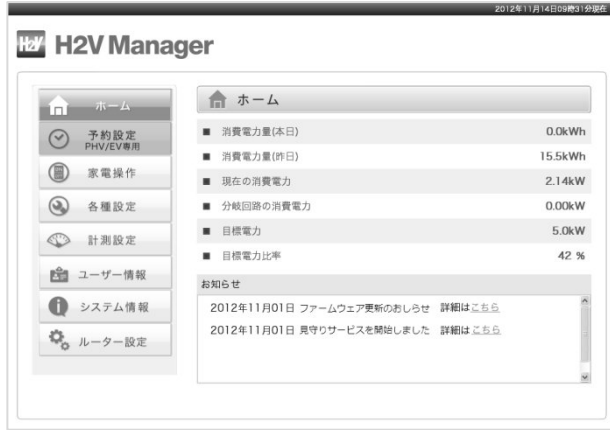 2012年11月14日09時31分現在
H2V H2V Manager
ホーム
予約設定
PHV/EV専用
家電操作
各種設定
計測設定
ユーザー情報
システム情報
ルーター設定
ホーム
■ 消費電力量(本日) 0.0kWh
■ 消費電力量(昨日) 15.5kWh
■ 現在の消費電力 2.14kW
■ 分岐回路の消費電力 0.00kW
■ 目標電力 5.0kW
■ 目標電力比率 42 %
お知らせ
2012年11月01日 ファームウェア更新のおしらせ 詳細はこちら
2012年11月01日 見守りサービスを開始しました 詳細はこちら